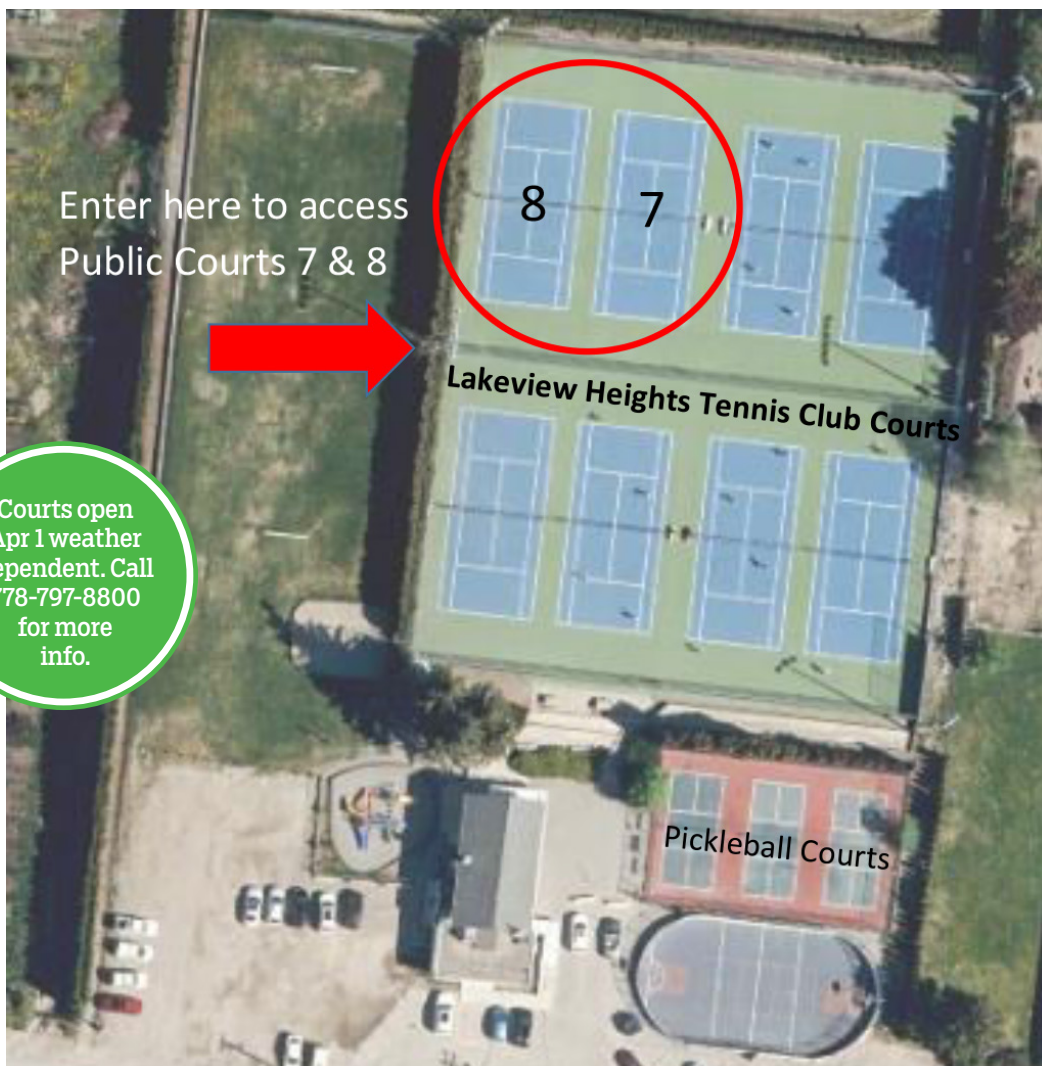 8
7
Enter here to access
Public Courts 7 & 8
Lakeview Heights Tennis Club Courts
Courts open
Apr 1 weather
dependent. Call
778-797-8800
for more
info.
Pickleball Courts